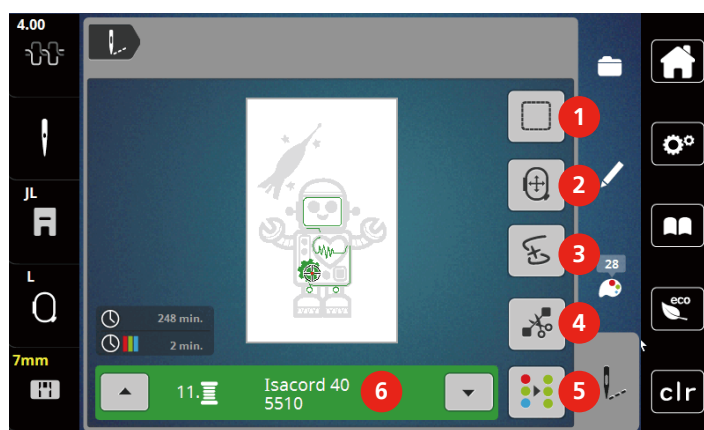 4.00
JL
L
7mm
1
2
3
28
4
248 min.
2 min.
11.
Isacord 40
5510
6
5
eco
clr